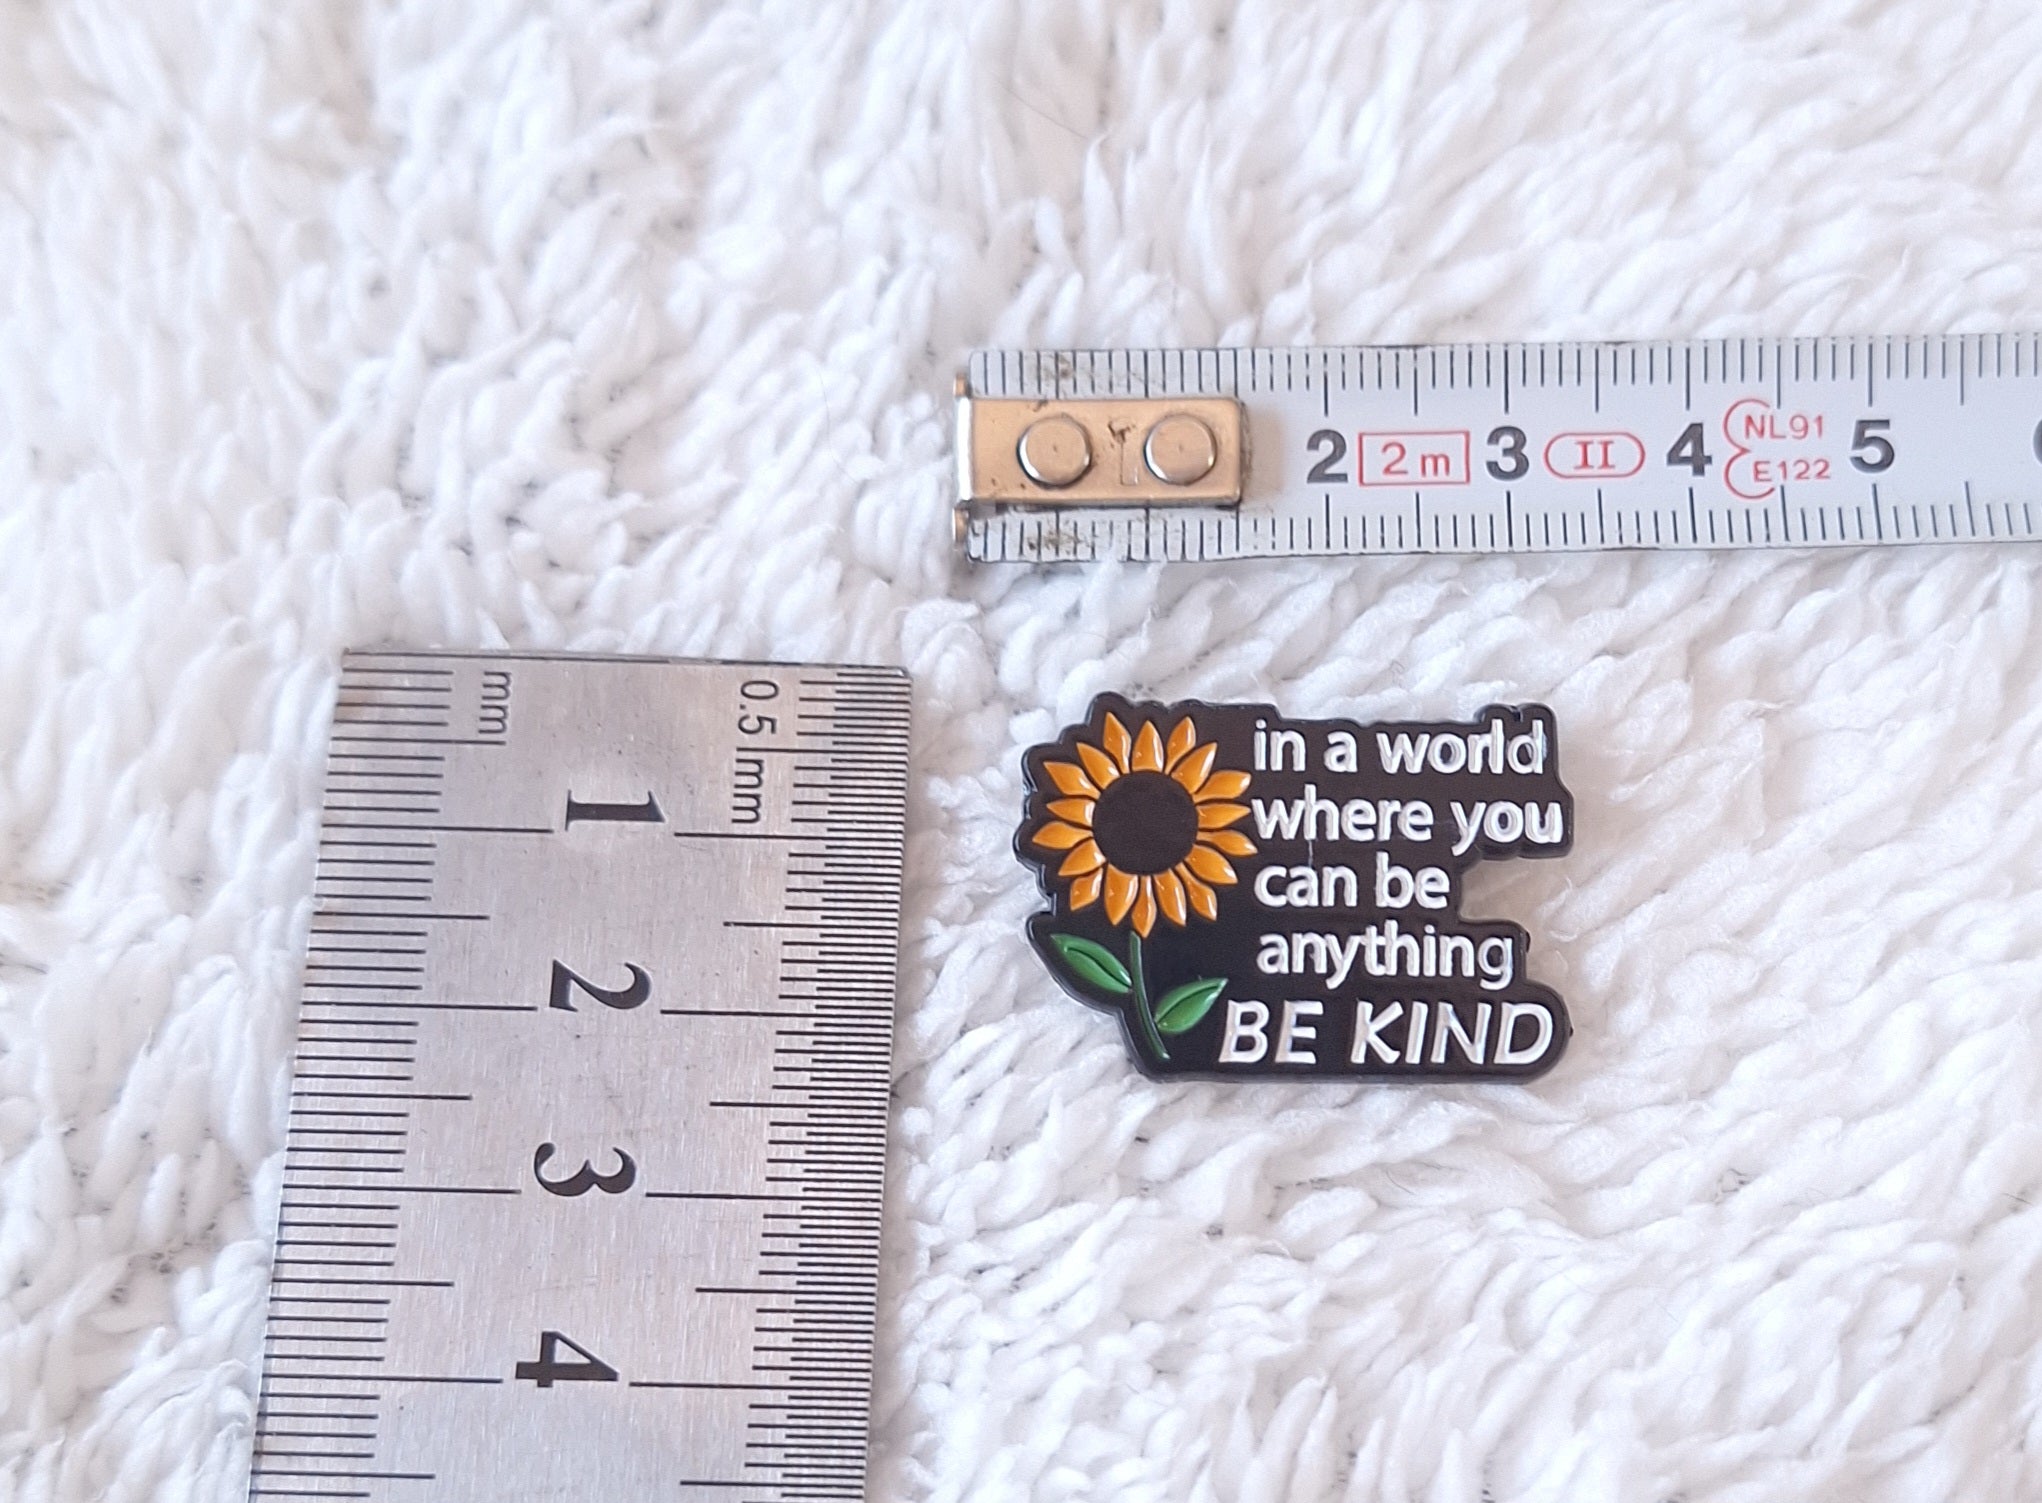 2 2 m 3 II 4 NL91 5
E122
mm
0.5 mm
1
2
3
4
in a world
where you
can be
anything
BE KIND